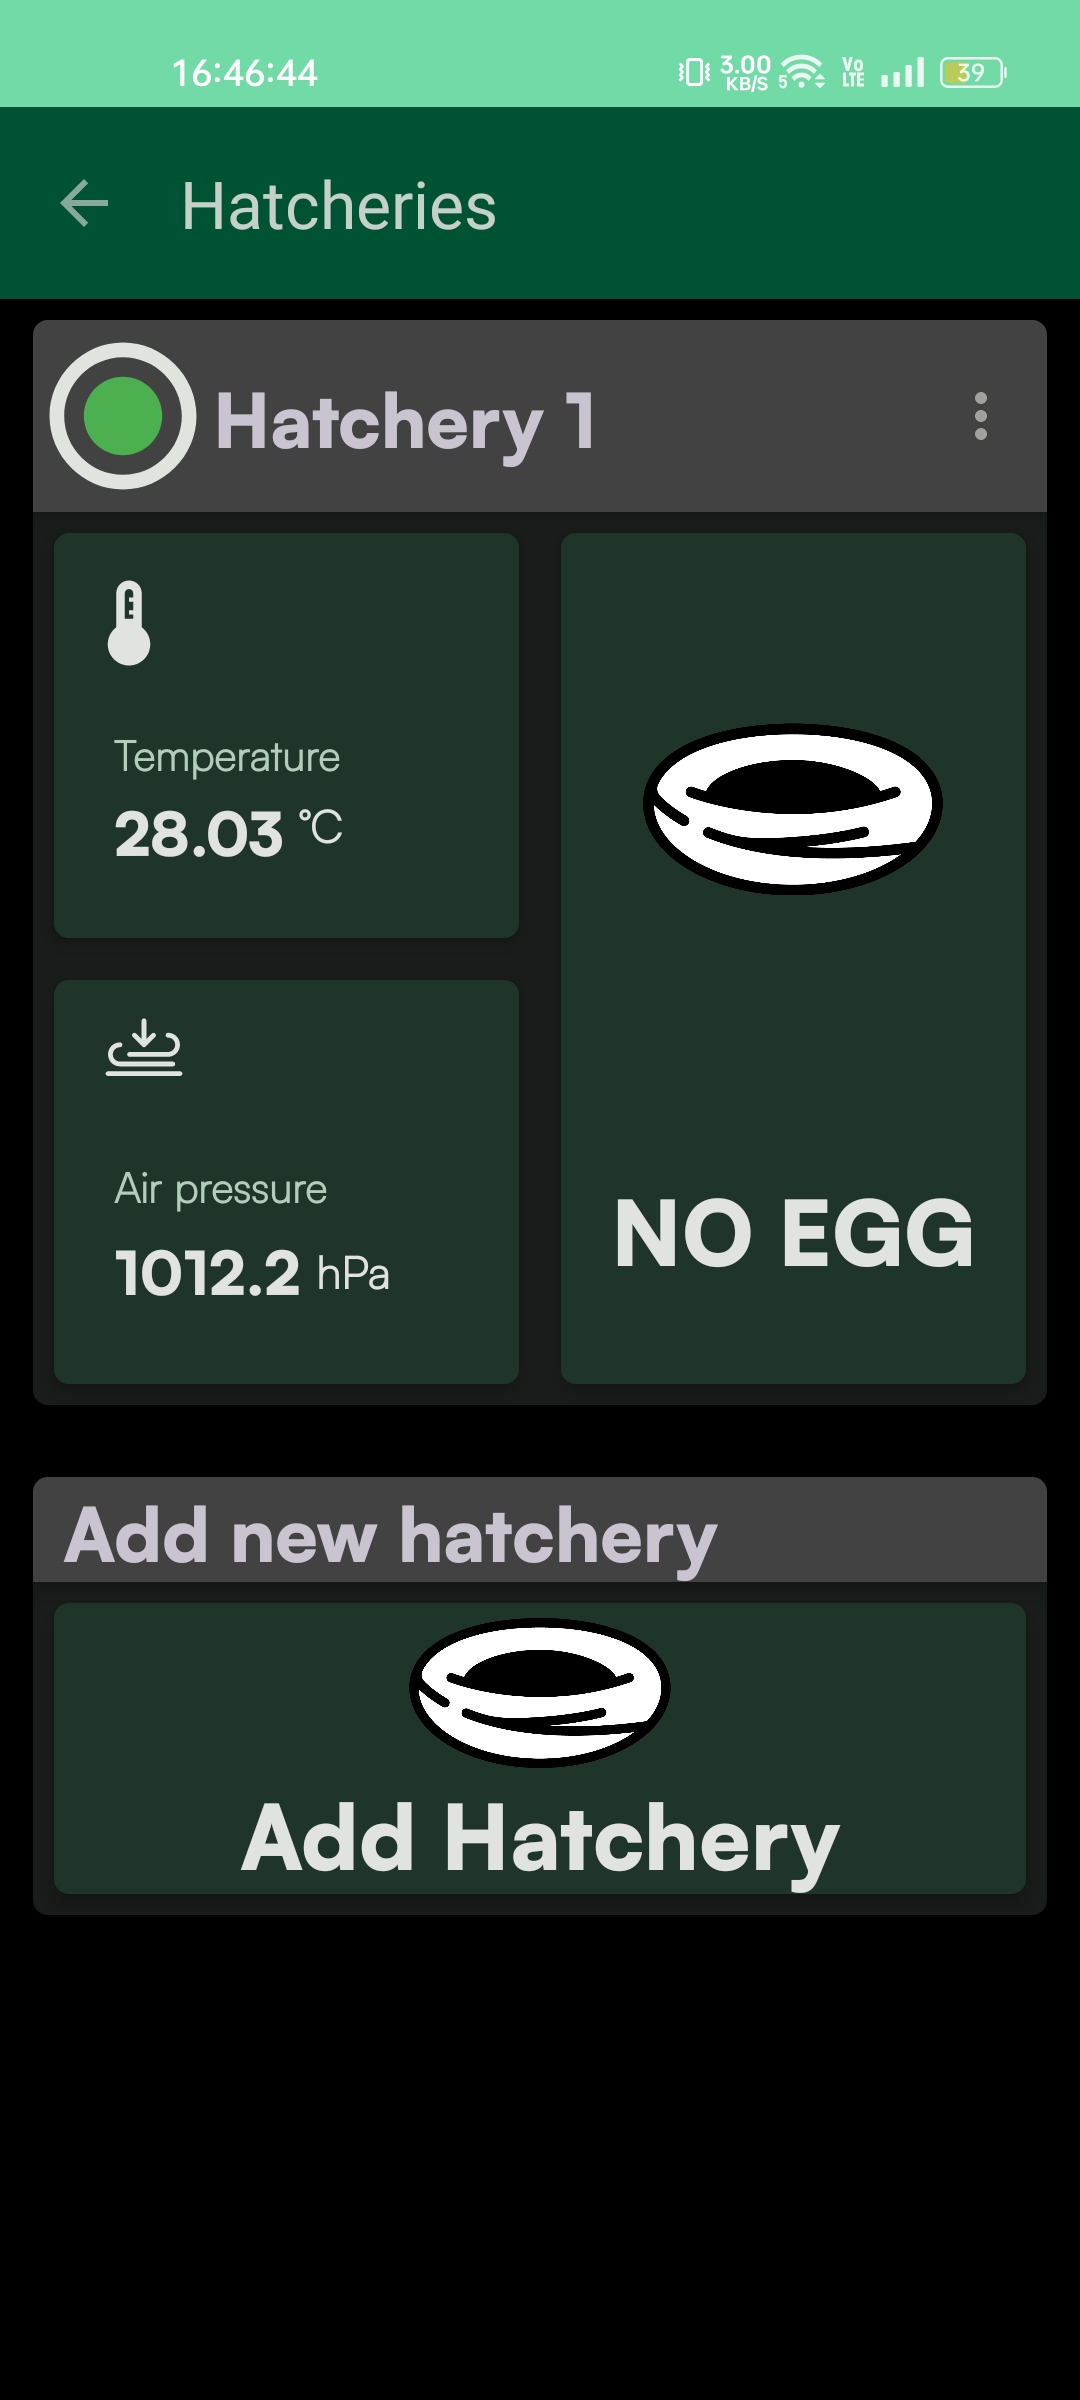 16:46:44
3.00
KB/S
5
Vo
LTE
39
Hatcheries
Hatchery 1
Temperature
28.03 °C
Air pressure
1012.2 hPa
NO EGG
Add new hatchery
Add Hatchery